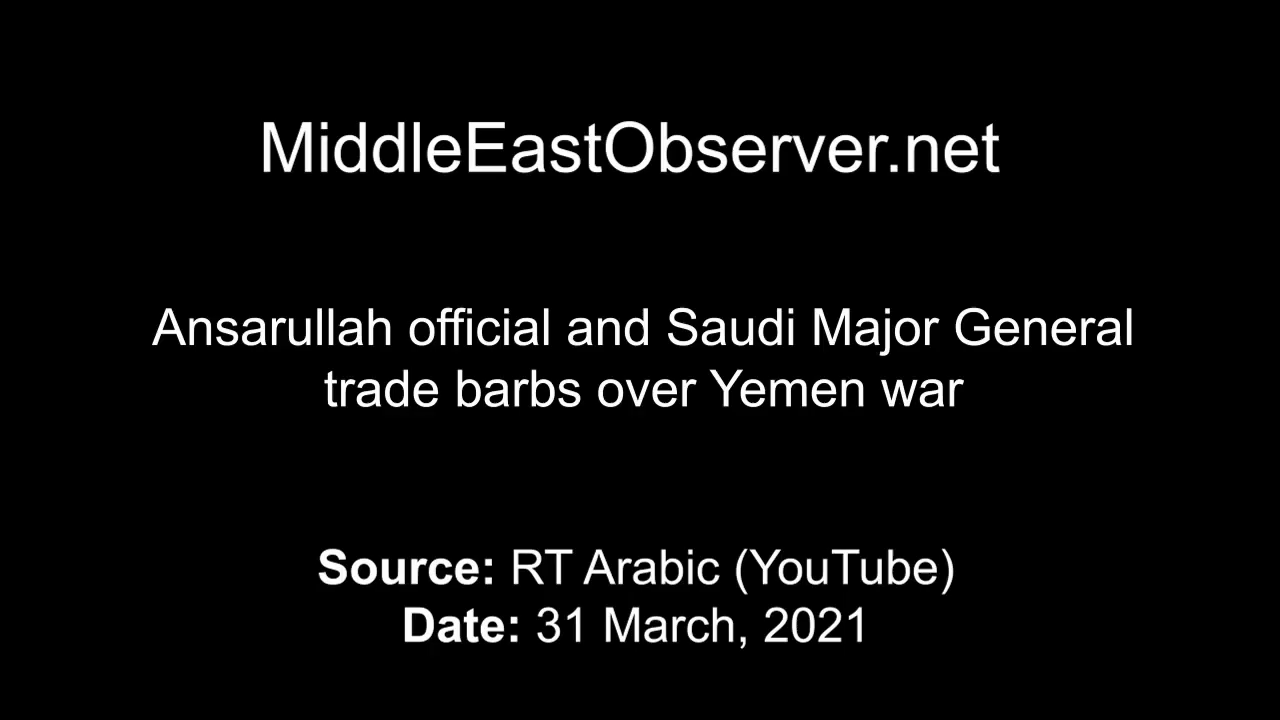 MiddleEastObserver.net
Ansarullah official and Saudi Major General
trade barbs over Yemen war
Source: RT Arabic (YouTube)
Date: 31 March, 2021